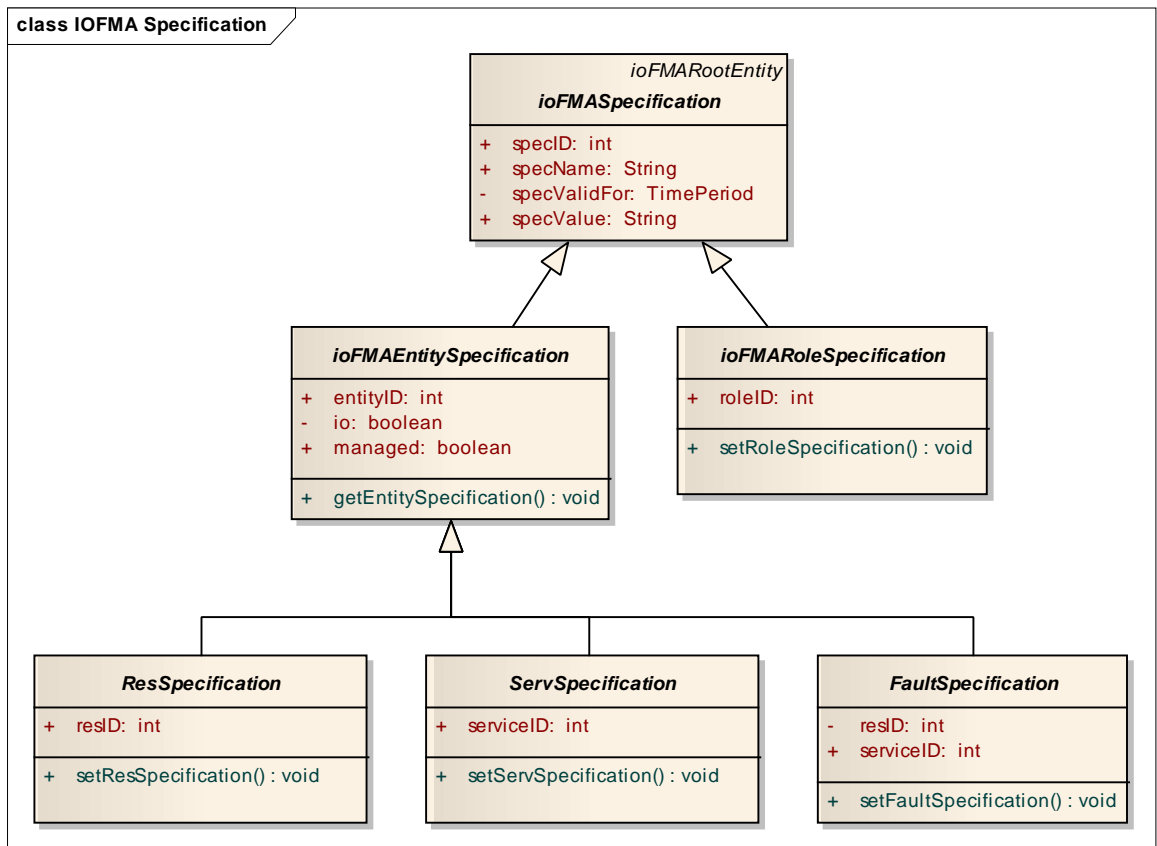 class IOFMA Specification
ioFMARootEntity
ioFMASpecification
+ specID: int
+ specName: String
- specValidFor: TimePeriod
+ specValue: String
ioFMAEntitySpecification
+ entityID: int
- io: boolean
+ managed: boolean
+ getEntitySpecification() : void
ioFMARoleSpecification
+ roleID: int
+ setRoleSpecification() : void
ResSpecification
+ resID: int
+ setResSpecification() : void
ServSpecification
+ serviceID: int
+ setServSpecification() : void
FaultSpecification
- resID: int
+ serviceID: int
+ setFaultSpecification() : void